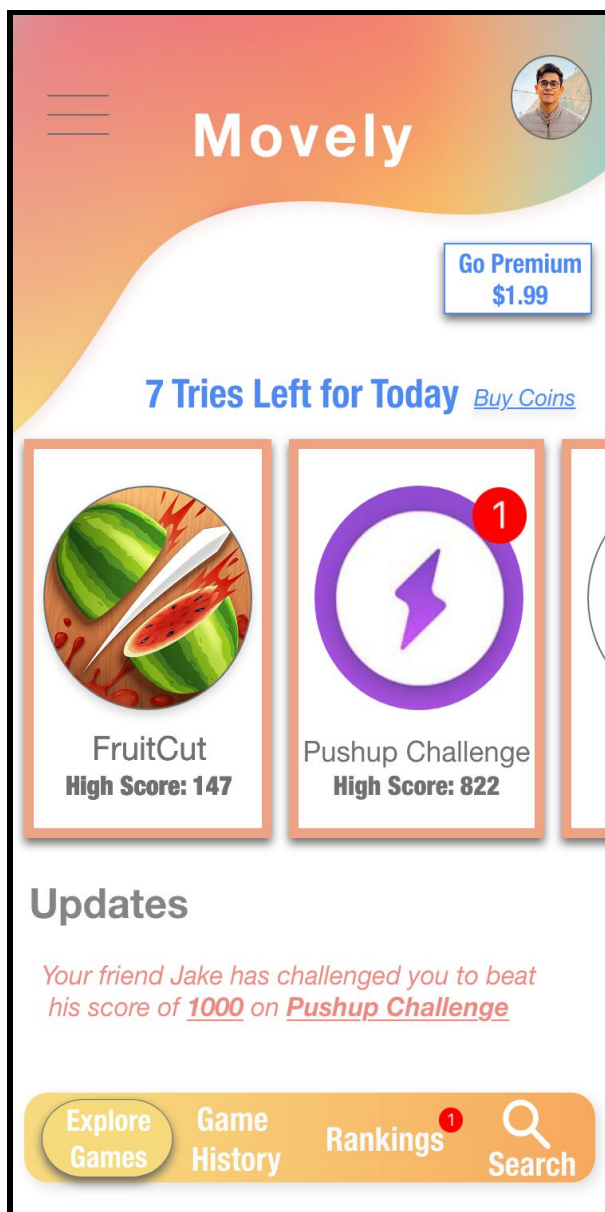 Movely
Go Premium
$1.99
7 Tries Left for Today Buy Coins
1
FruitCut
High Score: 147
Pushup Challenge
High Score: 822
Updates
Your friend Jake has challenged you to beat
his score of 1000 on Pushup Challenge
Explore
Games
Game
History
Rankings
1
Search